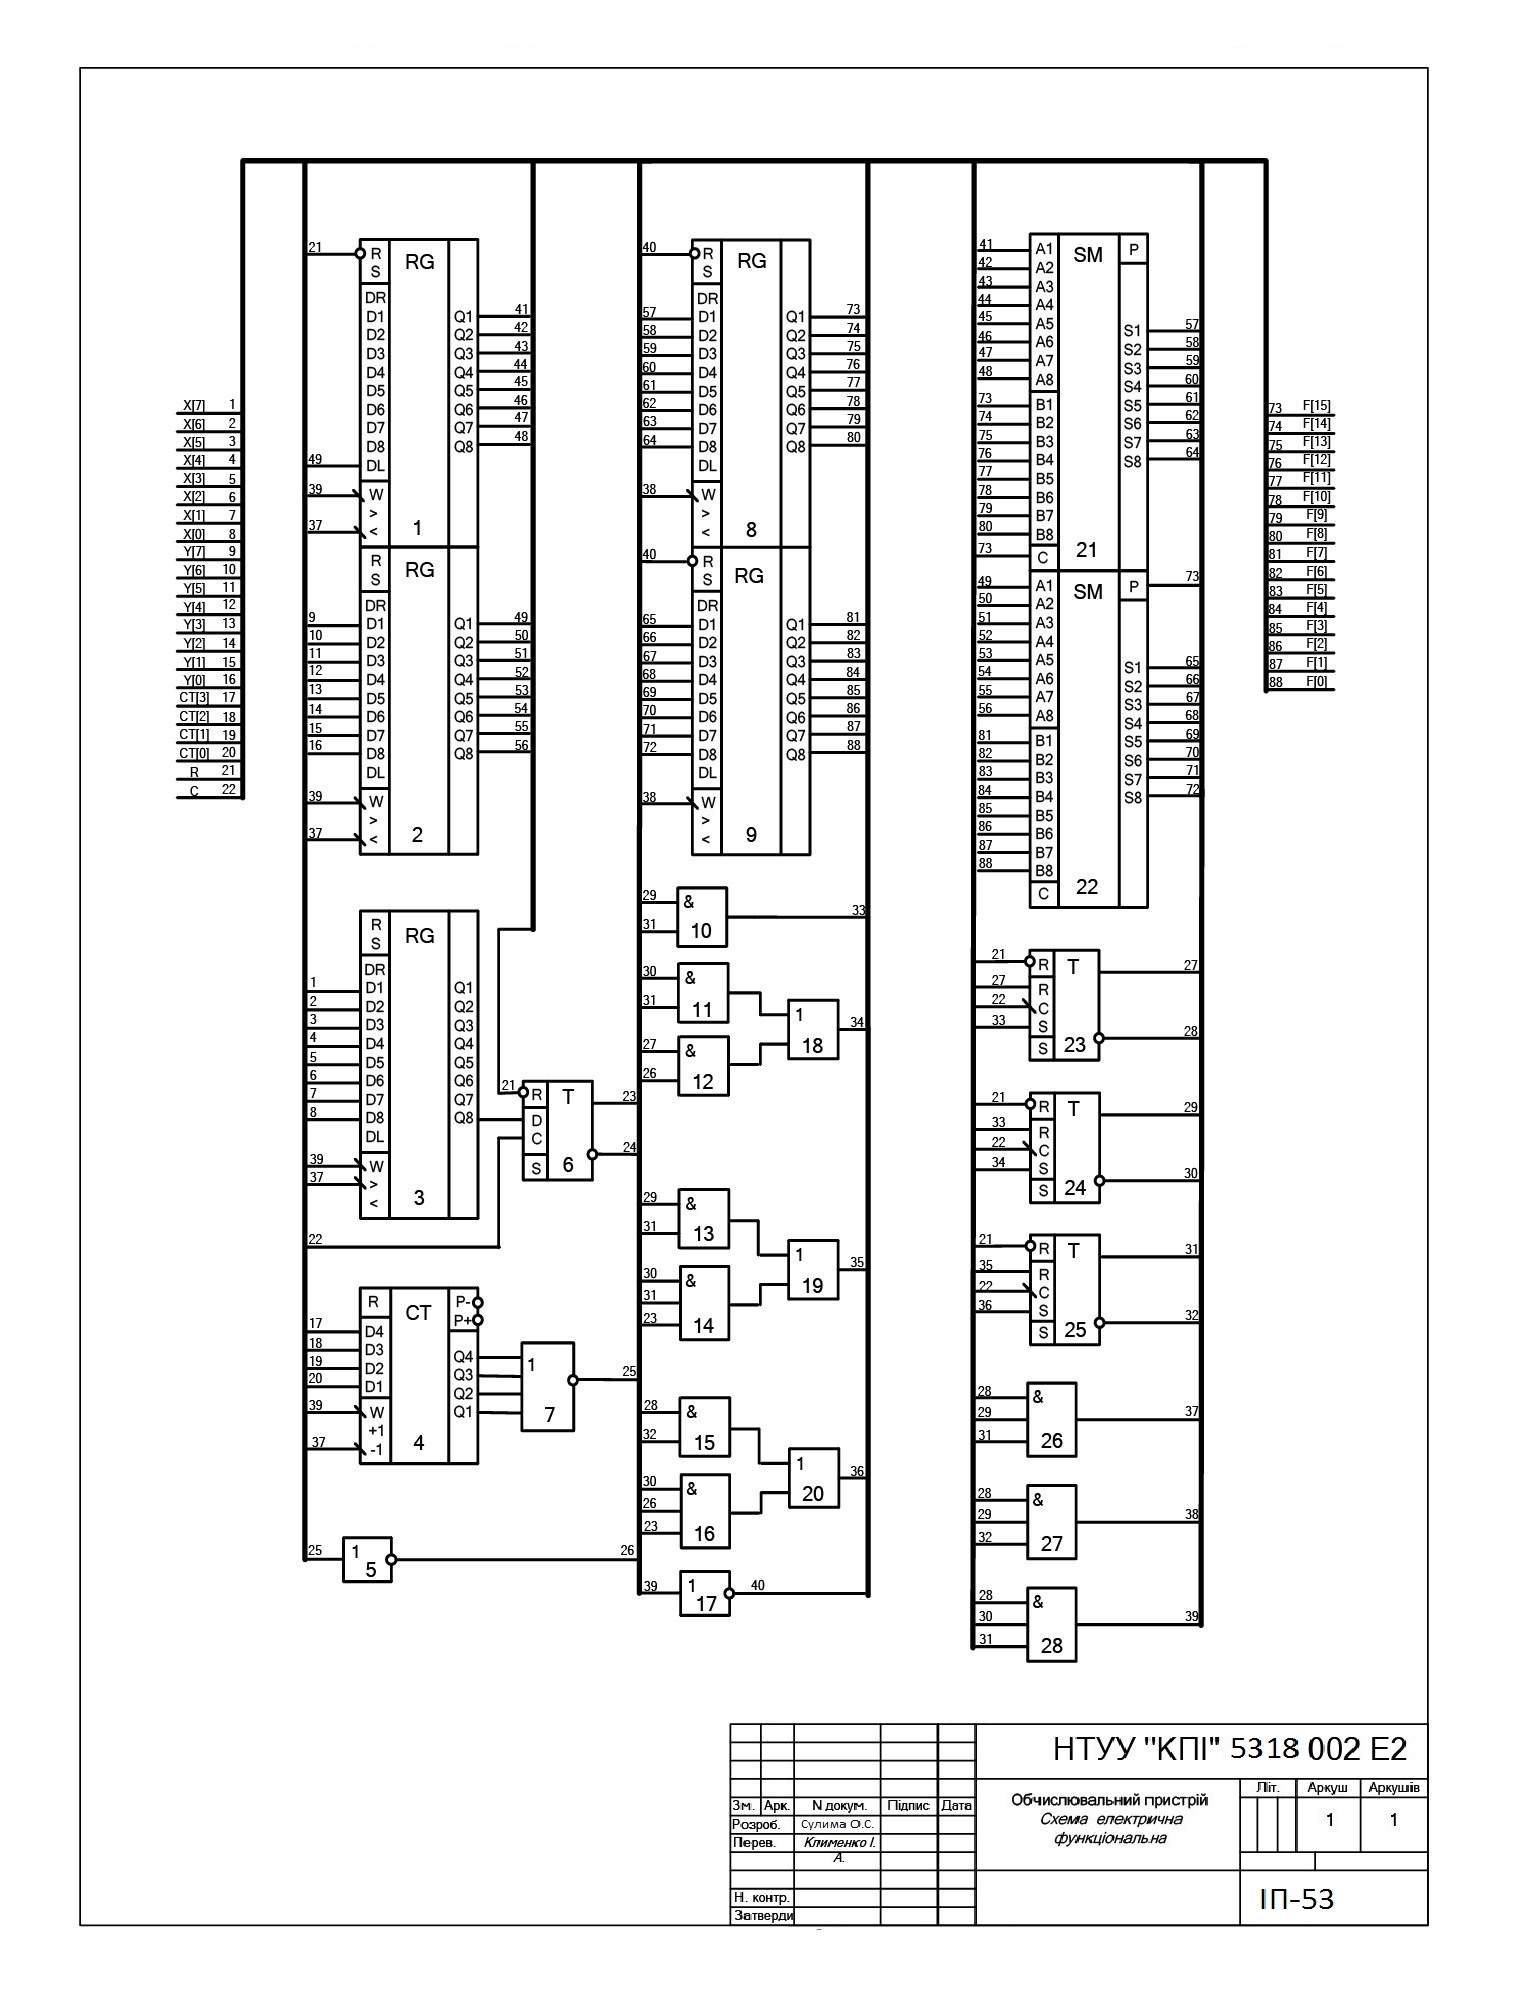 X[7] 1
X[6] 2
X[5] 3
X[4] 4
X[3] 5
X[2] 6
X[1] 7
X[0] 8
Y[7] 9
Y[6] 10
Y[5] 11
Y[4] 12
Y[3] 13
Y[2] 14
Y[1] 15
Y[0] 16
CT[3] 17
CT[2] 18
CT[1] 19
CT[0] 20
R 21
C 22
21 R RG
S
DR
D1 Q1 41
D2 Q2 42
D3 Q3 43
D4 Q4 44
D5 Q5 45
D6 Q6 46
D7 Q7 47
D8 Q8 48
49 DL
39 W
>
37 < 1
R RG
S
DR
9 D1 Q1 49
10 D2 Q2 50
11 D3 Q3 51
12 D4 Q4 52
13 D5 Q5 53
14 D6 Q6 54
15 D7 Q7 55
16 D8 Q8 56
DL
39 W
>
37 < 2
R RG
S
DR
1 D1 Q1
2 D2 Q2
3 D3 Q3
4 D4 Q4
5 D5 Q5
6 D6 Q6
7 D7 Q7
8 D8 Q8
DL
39 W
37 > 3
<
22
21 R T 23
D
C 24
S 6
R CT P-
P+
17 D4 Q4
18 D3 Q3
19 D2 Q2
20 D1 Q1
39 W
+1
37 -1 4
1 25
7
25 1 26
5
40 R RG
S
DR
57 D1 Q1 73
58 D2 Q2 74
59 D3 Q3 75
60 D4 Q4 76
61 D5 Q5 77
62 D6 Q6 78
63 D7 Q7 79
64 D8 Q8 80
DL
38 W
>
< 8
40 R RG
S
DR
65 D1 Q1 81
66 D2 Q2 82
67 D3 Q3 83
68 D4 Q4 84
69 D5 Q5 85
70 D6 Q6 86
71 D7 Q7 87
72 D8 Q8 88
DL
38 W
>
< 9
29 & 33
31 10
30 &
31 11
1 34
18
27 &
26 12
29 &
31 13
1 35
19
30 &
31
23 14
28 &
32 15
1 36
20
30 &
26
23 16
39 1 40
17
41 A1 SM P
42 A2
43 A3
44 A4
45 A5 S1 57
46 A6 S2 58
47 A7 S3 59
48 A8 S4 60
73 B1 S5 61
74 B2 S6 62
75 B3 S7 63
76 B4 S8 64
77 B5
78 B6
79 B7
80 B8
73 C 21
49 A1 SM P 73
50 A2
51 A3
52 A4
53 A5 S1 65
54 A6 S2 66
55 A7 S3 67
56 A8 S4 68
81 B1 S5 69
82 B2 S6 70
83 B3 S7 71
84 B4 S8 72
85 B5
86 B6
87 B7
88 B8
C 22
21 R T 27
27 R
22 C
33 S 28
S 23
21 R T 29
33 R
22 C
34 S 30
S 24
21 R T 31
35 R
22 C
36 S 32
S 25
28 &
29 37
31 26
28 &
29 38
32 27
28 &
30 39
31 28
73 F[15]
74 F[14]
75 F[13]
76 F[12]
77 F[11]
78 F[10]
79 F[9]
80 F[8]
81 F[7]
82 F[6]
83 F[5]
84 F[4]
85 F[3]
86 F[2]
87 F[1]
88 F[0]
НТУУ "КПІ" 5318 002 Е2
Обчислювальний пристрій
Схема електрична
функціональна
Літ. Аркуш Аркушів
1 1
Зм. Арк. N докум. Підпис Дата
Розроб. Сулима О.С.
Перев. Клименко І.
А.
Н. контр.
Затверди
ІП-53